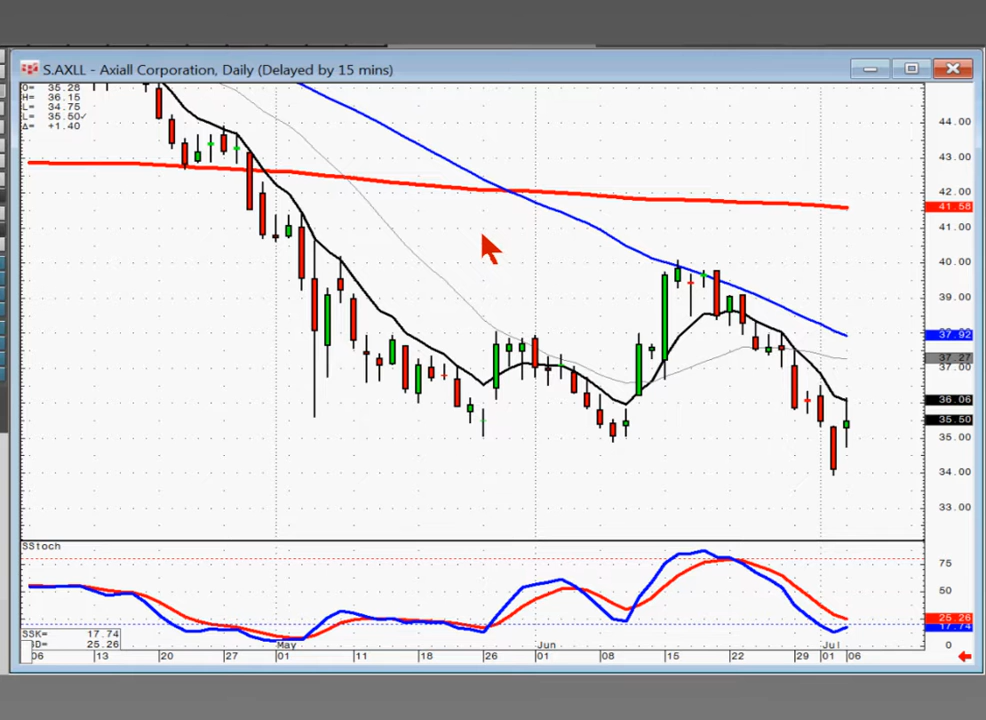 S.AXLL - Axiall Corporation, Daily (Delayed by 15 mins)
O= 35.28
H= 36.15
L= 34.75
L= 35.50✓
Δ= +1.40
44.00
43.00
42.00
41.58
41.00
40.00
39.00
37.92
37.27
37.00
36.06
35.50
35.00
34.00
33.00
SStoch
75
50
25.26
17.74
0
SSK= 17.74
SD= 25.26
06 13 20 27 May 01 11 18 26 Jun 01 08 15 22 29 Jul 01 06